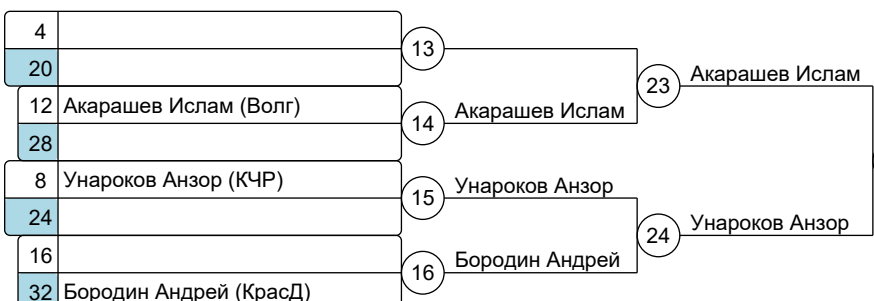 4
20
13
12 Акарашев Ислам (Волг)
28
14
Акарашев Ислам
23
Акарашев Ислам
8 Унароков Анзор (КЧР)
24
15
Унароков Анзор
16
32 Бородин Андрей (КрасД)
16
Бородин Андрей
24
Унароков Анзор